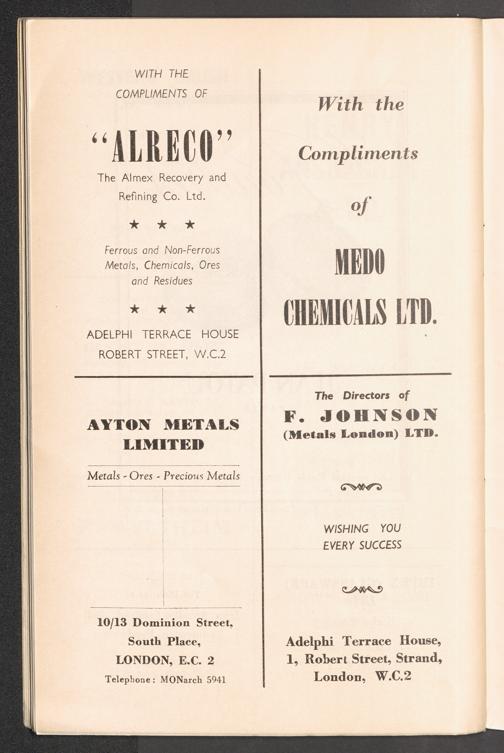 WITH THE
COMPLIMENTS OF
"ALRECO"
The Almex Recovery and
Refining Co. Ltd.
★ ★ ★
Ferrous and Non-Ferrous
Metals, Chemicals, Ores
and Residues
★ ★ ★
ADELPHI TERRACE HOUSE
ROBERT STREET, W.C.2
With the
Compliments
of
MEDO
CHEMICALS LTD.
AYTON METALS
LIMITED
Metals - Ores - Precious Metals
10/13 Dominion Street,
South Place,
LONDON, E.C. 2
Telephone: MONarch 5941
The Directors of
F. JOHNSON
(Metals London) LTD.
WISHING YOU
EVERY SUCCESS
Adelphi Terrace House,
1, Robert Street, Strand,
London, W.C.2